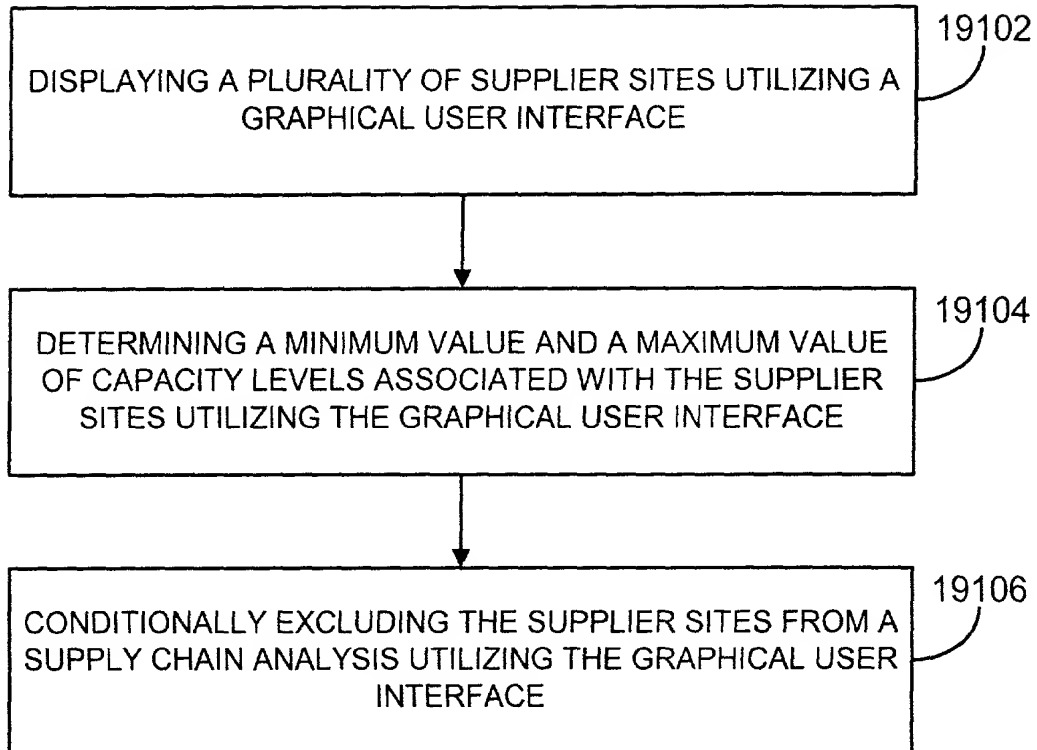 19102
DISPLAYING A PLURALITY OF SUPPLIER SITES UTILIZING A
GRAPHICAL USER INTERFACE
19104
DETERMINING A MINIMUM VALUE AND A MAXIMUM VALUE
OF CAPACITY LEVELS ASSOCIATED WITH THE SUPPLIER
SITES UTILIZING THE GRAPHICAL USER INTERFACE
19106
CONDITIONALLY EXCLUDING THE SUPPLIER SITES FROM A
SUPPLY CHAIN ANALYSIS UTILIZING THE GRAPHICAL USER
INTERFACE